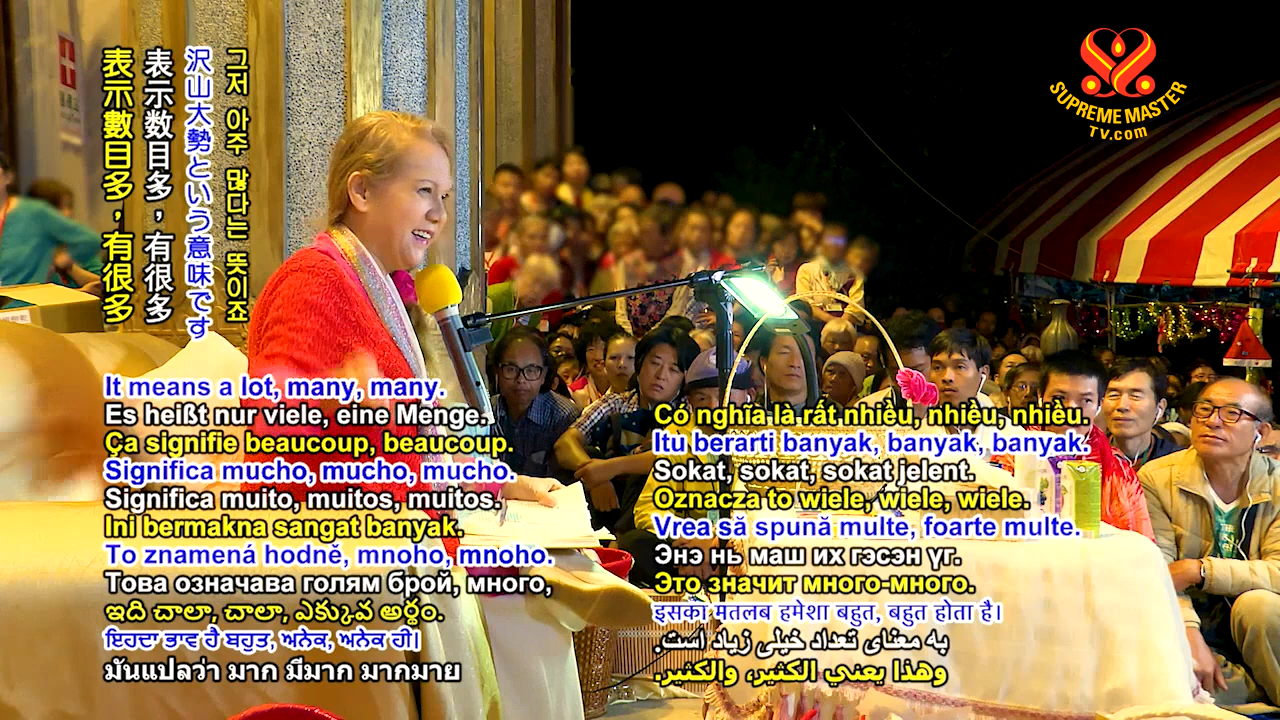 그저 아주 많다는 뜻이죠
沢山大勢という意味です
表示数目多，有很多
表示數目多，有很多
SUPREME MASTER
TV.com
It means a lot, many, many.
Es heißt nur viele, eine Menge.
Ça signifie beaucoup, beaucoup.
Significa mucho, mucho, mucho.
Significa muito, muitos, muitos.
Ini bermakna sangat banyak.
To znamená hodně, mnoho, mnoho.
Това означава голям брой, много,
ఇది చాలా, చాలా, ఎక్కువ అర్థం.
ਇਹਦਾ ਭਾਵ ਹੈ ਬਹੁਤ, ਅਨੇਕ, ਅਨੇਕ ਹੀ।
มันแปลว่า มาก มีมาก มากมาย
Có nghĩa là rất nhiều, nhiều, nhiều.
Itu berarti banyak, banyak, banyak.
Sokat, sokat, sokat jelent.
Oznacza to wiele, wiele, wiele.
Vrea să spună multe, foarte multe.
Энэ нь маш их гэсэн үг.
Это значит много-много.
इसका मतलब हमेशा बहुत, बहुत होता है।
به معنای تعداد خیلی زیاد است.
وهذا يعني الكثير، والكثير.